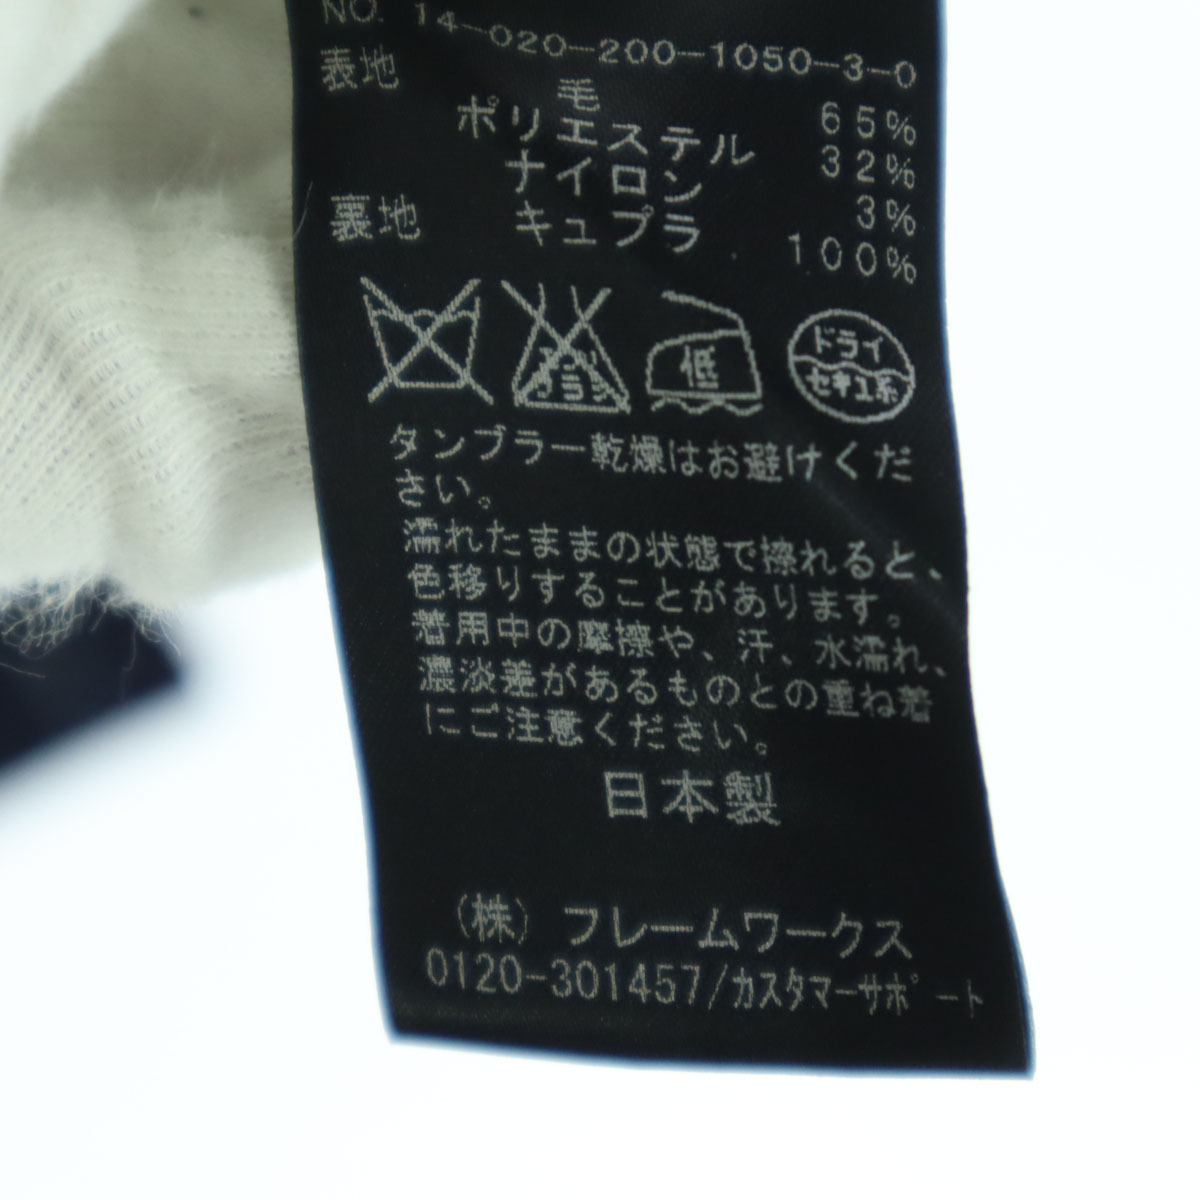 NO. 14-020-200-1050-3-0
表地
毛 65%
ポリエステル 32%
ナイロン 3%
裏地 キュプラ 100%
エンソ サラシ
低
ドライ
セキユ系
タンブラー乾燥はお避けくだ
さい。
濡れたままの状態で擦れると、
色移りすることがあります。
着用中の摩擦や、汗、水濡れ、
濃淡差があるものとの重ね着
にご注意ください。
日本製
(株) フレームワークス
0120-301457/カスタマーサポート